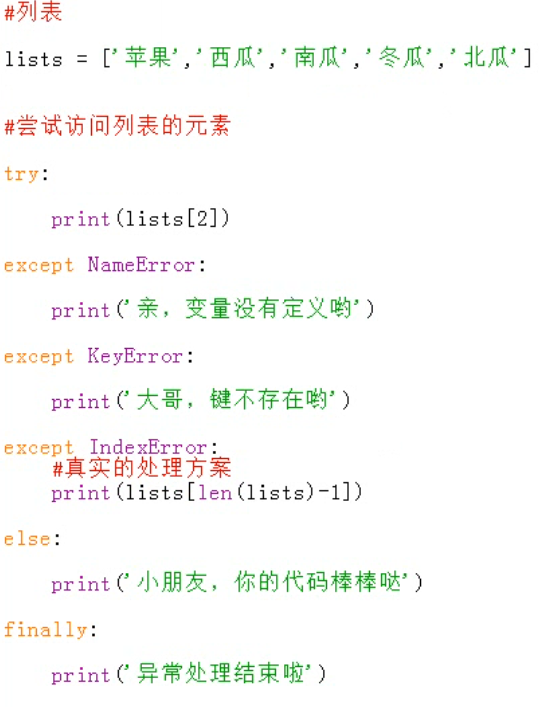 #列表
lists = ['苹果','西瓜','南瓜','冬瓜','北瓜']
#尝试访问列表的元素
try:
    print(lists[2])
except NameError:
    print('亲，变量没有定义哟')
except KeyError:
    print('大哥，键不存在哟')
except IndexError:
    #真实的处理方案
    print(lists[len(lists)-1])
else:
    print('小朋友，你的代码棒棒哒')
finally:
    print('异常处理结束啦')